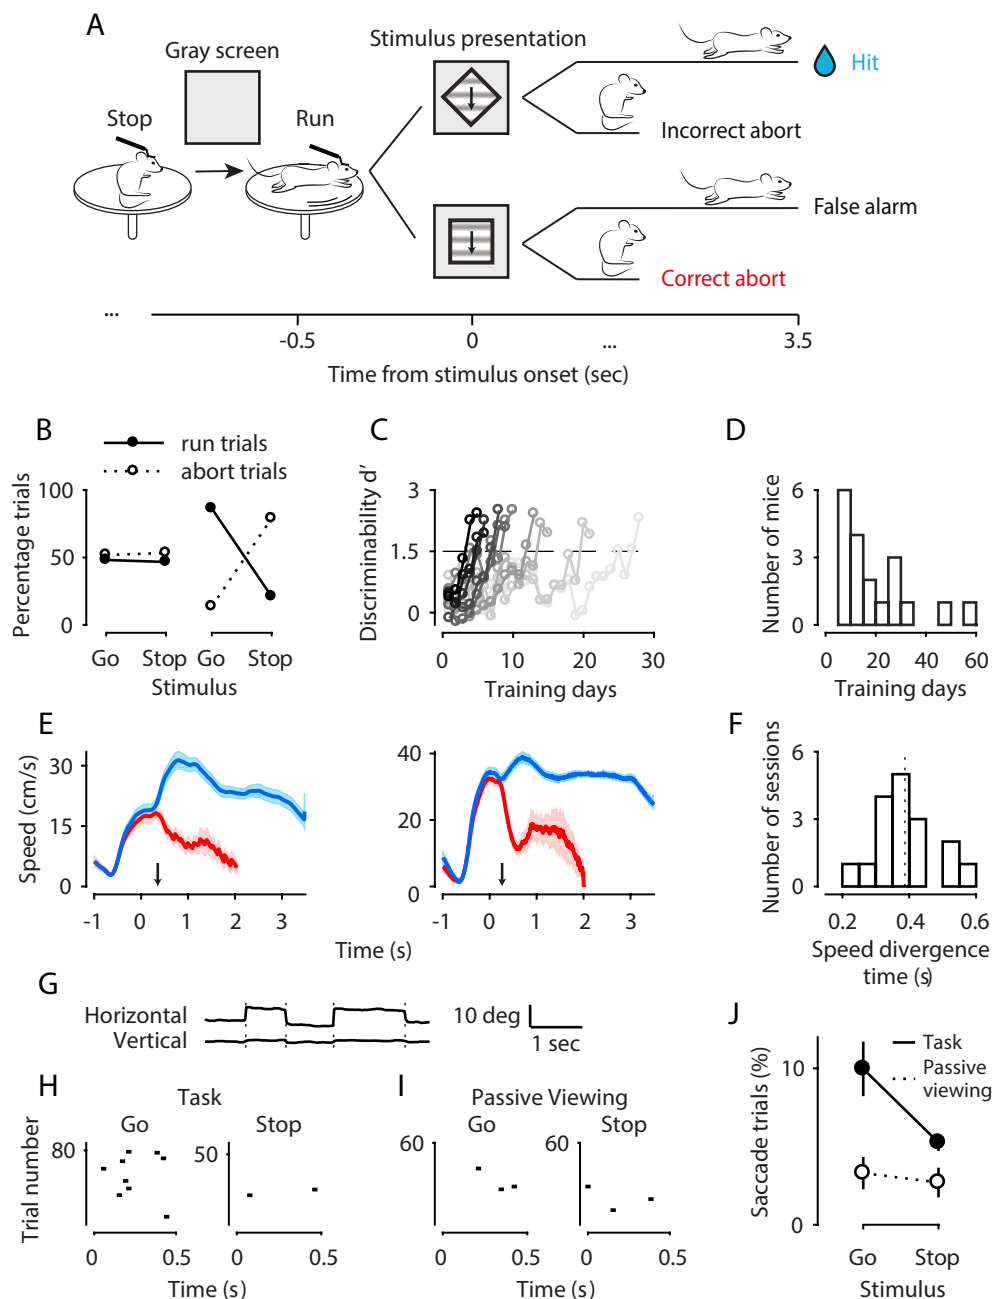 A
Gray screen
Stimulus presentation
Stop
Run
Hit
Incorrect abort
False alarm
Correct abort
...
-0.5
0
...
3.5
Time from stimulus onset (sec)
B
run trials
abort trials
Percentage trials
100
50
0
Go
Stop
Go
Stop
Stimulus
C
Discriminability d'
3
1.5
0
0
10
20
30
Training days
D
Number of mice
6
3
0
0
20
40
60
Training days
E
Speed (cm/s)
30
15
0
-1
0
1
2
3
40
20
0
-1
0
1
2
3
Time (s)
F
Number of sessions
6
3
0
0.2
0.4
0.6
Speed divergence
time (s)
G
Horizontal
Vertical
10 deg
1 sec
H
Task
Go
Stop
Trial number
80
50
0
0.5
0
0.5
Time (s)
I
Passive Viewing
Go
Stop
60
60
0
0.5
0
0.5
Time (s)
J
Task
Passive
viewing
Saccade trials (%)
10
0
Go
Stop
Stimulus